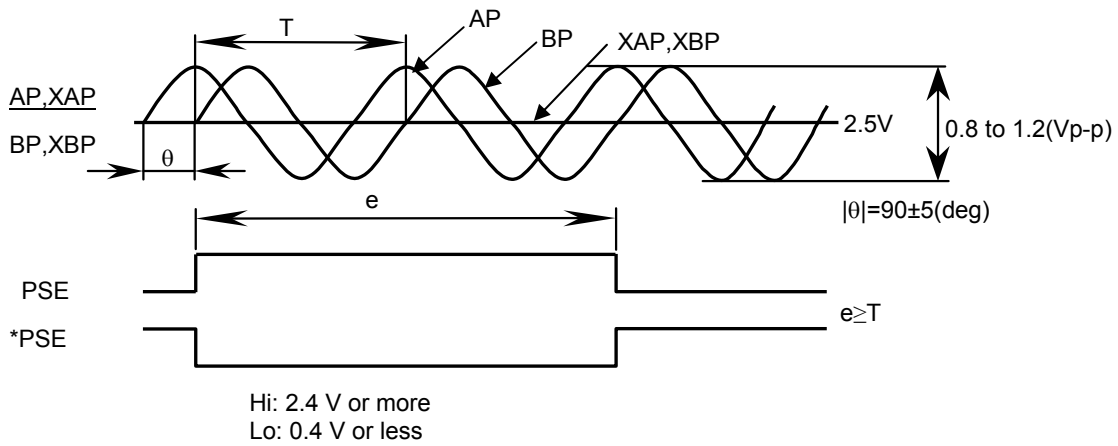 T
AP
BP
XAP,XBP
AP,XAP
BP,XBP
θ
2.5V
0.8 to 1.2(Vp-p)
|θ|=90±5(deg)
e
PSE
*PSE
e≥T
Hi: 2.4 V or more
Lo: 0.4 V or less